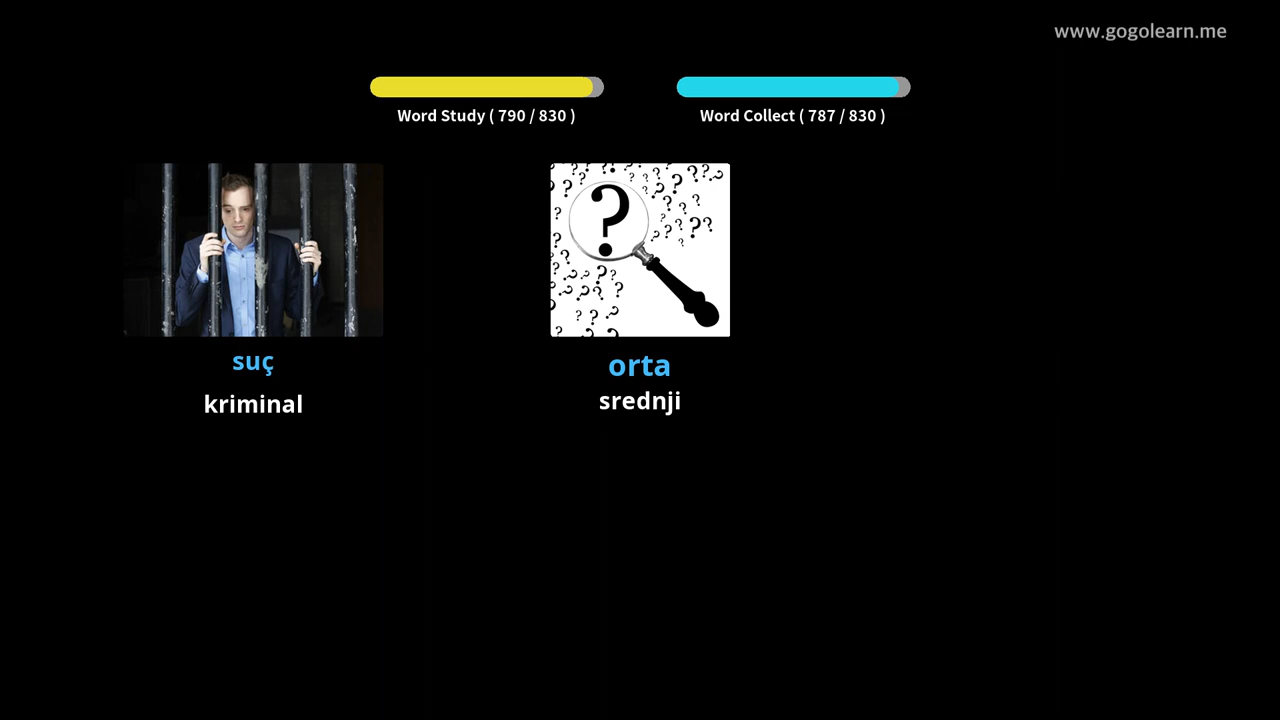 www.gogolearn.me
Word Study ( 790 / 830 )
Word Collect ( 787 / 830 )
suç
kriminal
orta
srednji